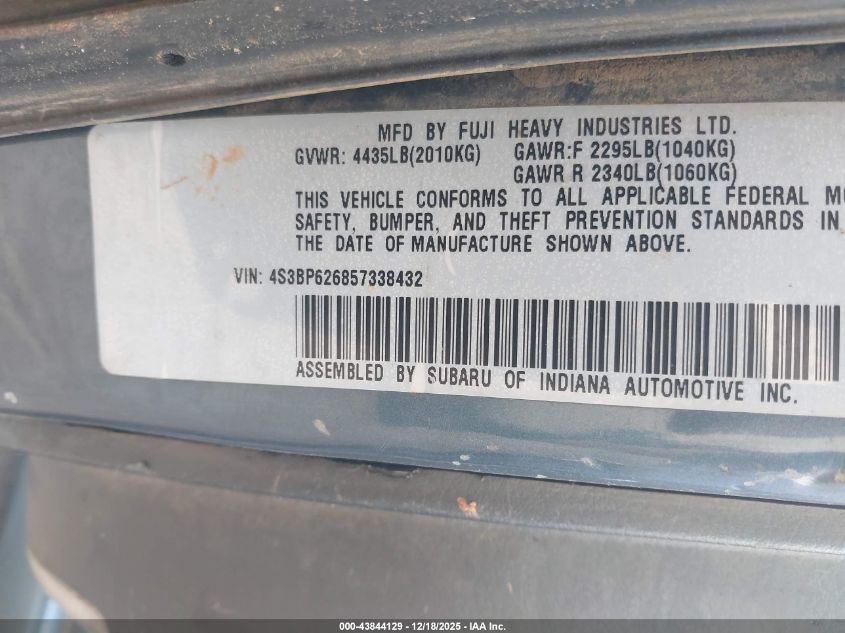 MFD BY FUJI HEAVY INDUSTRIES LTD.
GVWR: 4435LB(2010KG) GAWR:F 2295LB(1040KG)
GAWR R 2340LB(1060KG)
THIS VEHICLE CONFORMS TO ALL APPLICABLE FEDERAL
SAFETY, BUMPER, AND THEFT PREVENTION STANDARDS IN
THE DATE OF MANUFACTURE SHOWN ABOVE.
VIN: 4S3BP626857338432
ASSEMBLED BY SUBARU OF INDIANA AUTOMOTIVE INC.
000-43844129 - 12/18/2025 - IAA Inc.